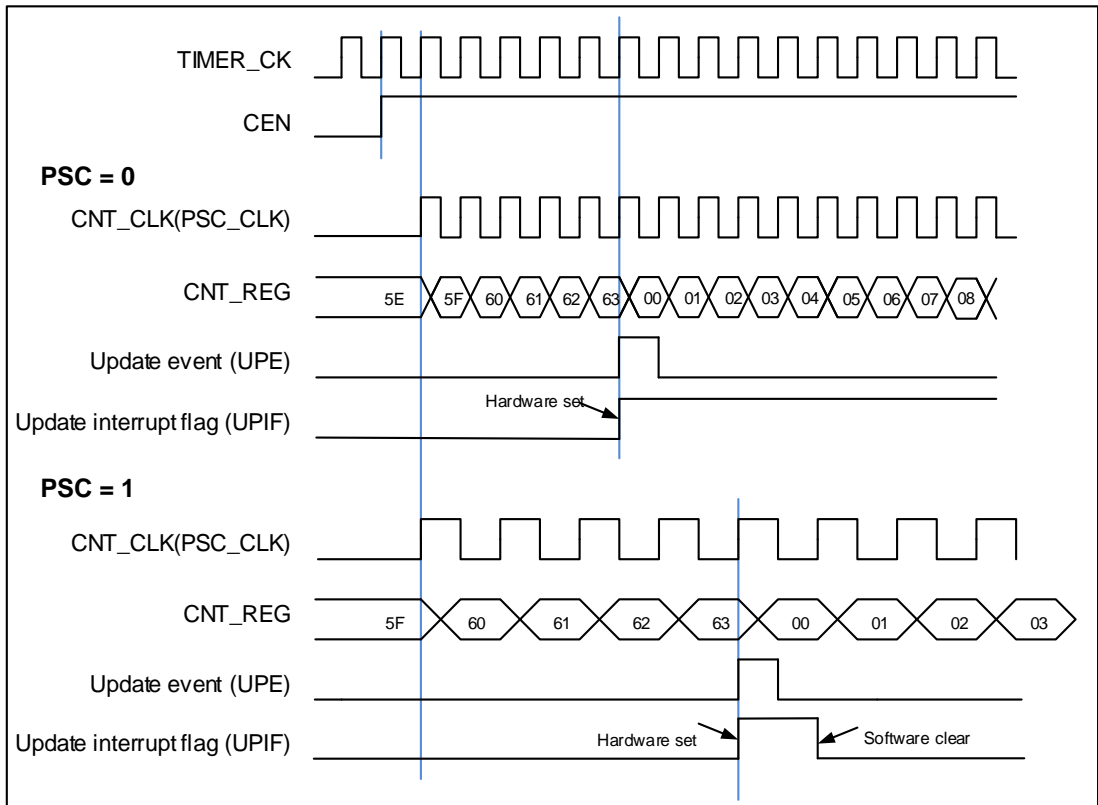 TIMER_CK
CEN
PSC = 0
CNT_CLK(PSC_CLK)
CNT_REG 5E 5F 60 61 62 63 00 01 02 03 04 05 06 07 08
Update event (UPE)
Hardware set
Update interrupt flag (UPIF)
PSC = 1
CNT_CLK(PSC_CLK)
CNT_REG 5F 60 61 62 63 00 01 02 03
Update event (UPE)
Update interrupt flag (UPIF) Hardware set Software clear